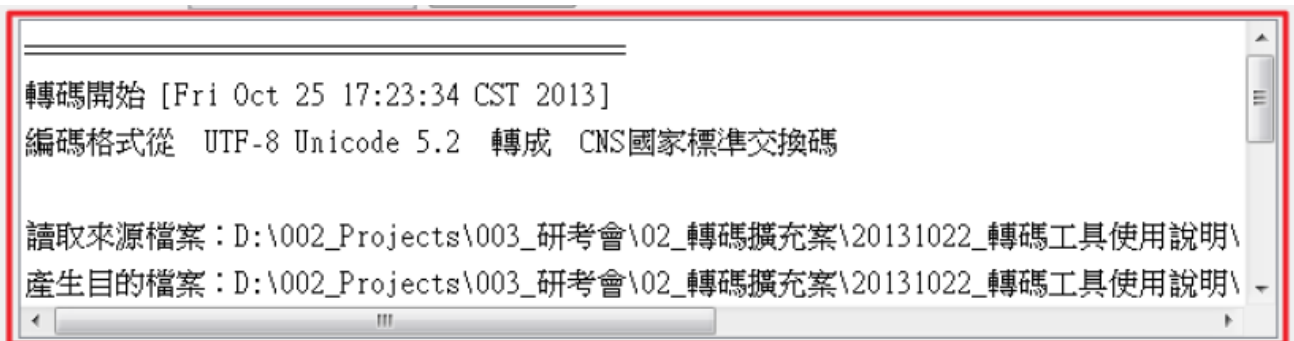 轉碼開始 [Fri Oct 25 17:23:34 CST 2013]
編碼格式從　UTF-8 Unicode 5.2　轉成　CNS國家標準交換碼
讀取來源檔案：D:\002_Projects\003_研考會\02_轉碼擴充案\20131022_轉碼工具使用說明\
產生目的檔案：D:\002_Projects\003_研考會\02_轉碼擴充案\20131022_轉碼工具使用說明\